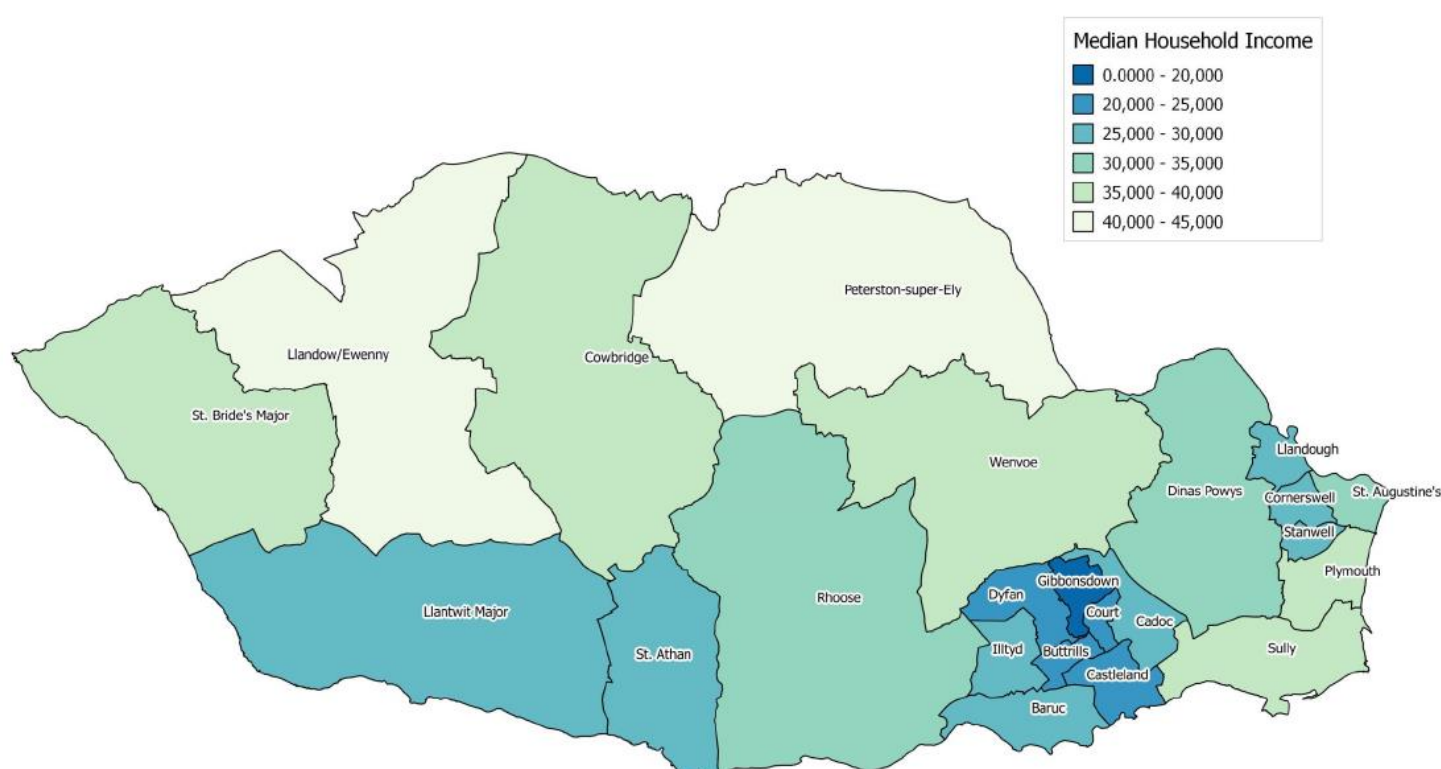 Median Household Income
0.0000 - 20,000
20,000 - 25,000
25,000 - 30,000
30,000 - 35,000
35,000 - 40,000
40,000 - 45,000
Peterston-super-Ely
Llandow/Ewenny
Cowbridge
St. Bride's Major
Wenvoe
Llandough
Dinas Powys
St. Augustine's
Cornerswell
Stanwell
Plymouth
Gibbonsdown
Dyfan
Rhoose
Llantwit Major
Court
Cadoc
Sully
St. Athan
Illtyd
Buttrills
Castleland
Baruc